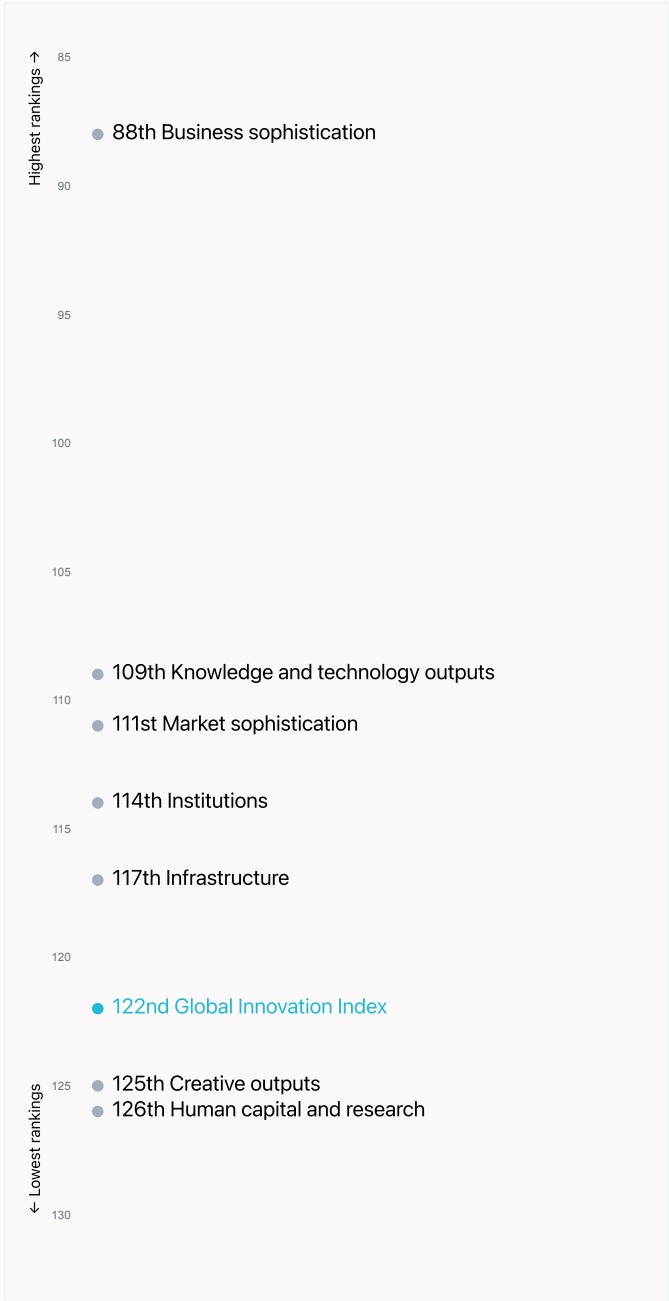 Highest rankings →
85
88th Business sophistication
90
95
100
105
109th Knowledge and technology outputs
110
111st Market sophistication
114th Institutions
115
117th Infrastructure
120
122nd Global Innovation Index
← Lowest rankings
125
125th Creative outputs
126th Human capital and research
130